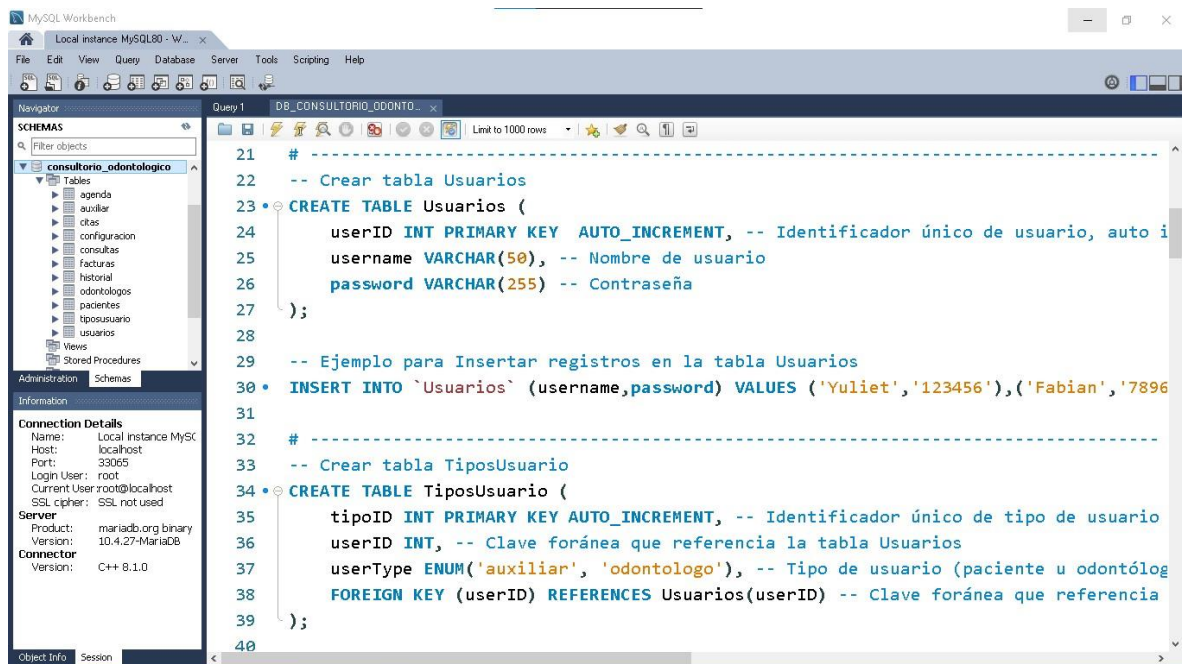 MySQL Workbench
Local instance MySQL80 - W... ×
File Edit View Query Database Server Tools Scripting Help
Navigator
SCHEMAS
Filter objects
consultorio_odontologico
Tables
agenda
auxiliar
citas
configuracion
consultas
facturas
historial
odontologos
pacientes
tiposusuario
usuarios
Views
Stored Procedures
Administration Schemas
Information
Connection Details
Name: Local instance MySC
Host: localhost
Port: 33065
Login User: root
Current User: root@localhost
SSL cipher: SSL not used
Server
Product: mariadb.org binary
Version: 10.4.27-MariaDB
Connector
Version: C++ 8.1.0
Object Info Session
Query 1 DB_CONSULTORIO_ODONTO... ×
Limit to 1000 rows
21 # ----------------------------------------------------------------------------------
22 -- Crear tabla Usuarios
23 CREATE TABLE Usuarios (
24 userID INT PRIMARY KEY  AUTO_INCREMENT, -- Identificador único de usuario, auto i
25 username VARCHAR(50), -- Nombre de usuario
26 password VARCHAR(255) -- Contraseña
27 );
28
29 -- Ejemplo para Insertar registros en la tabla Usuarios
30 INSERT INTO `Usuarios` (username,password) VALUES ('Yuliet','123456'),('Fabian','7896
31
32 # ----------------------------------------------------------------------------------
33 -- Crear tabla TiposUsuario
34 CREATE TABLE TiposUsuario (
35 tipoID INT PRIMARY KEY AUTO_INCREMENT, -- Identificador único de tipo de usuario
36 userID INT, -- Clave foránea que referencia la tabla Usuarios
37 userType ENUM('auxiliar', 'odontologo'), -- Tipo de usuario (paciente u odontólog
38 FOREIGN KEY (userID) REFERENCES Usuarios(userID) -- Clave foránea que referencia
39 );
40